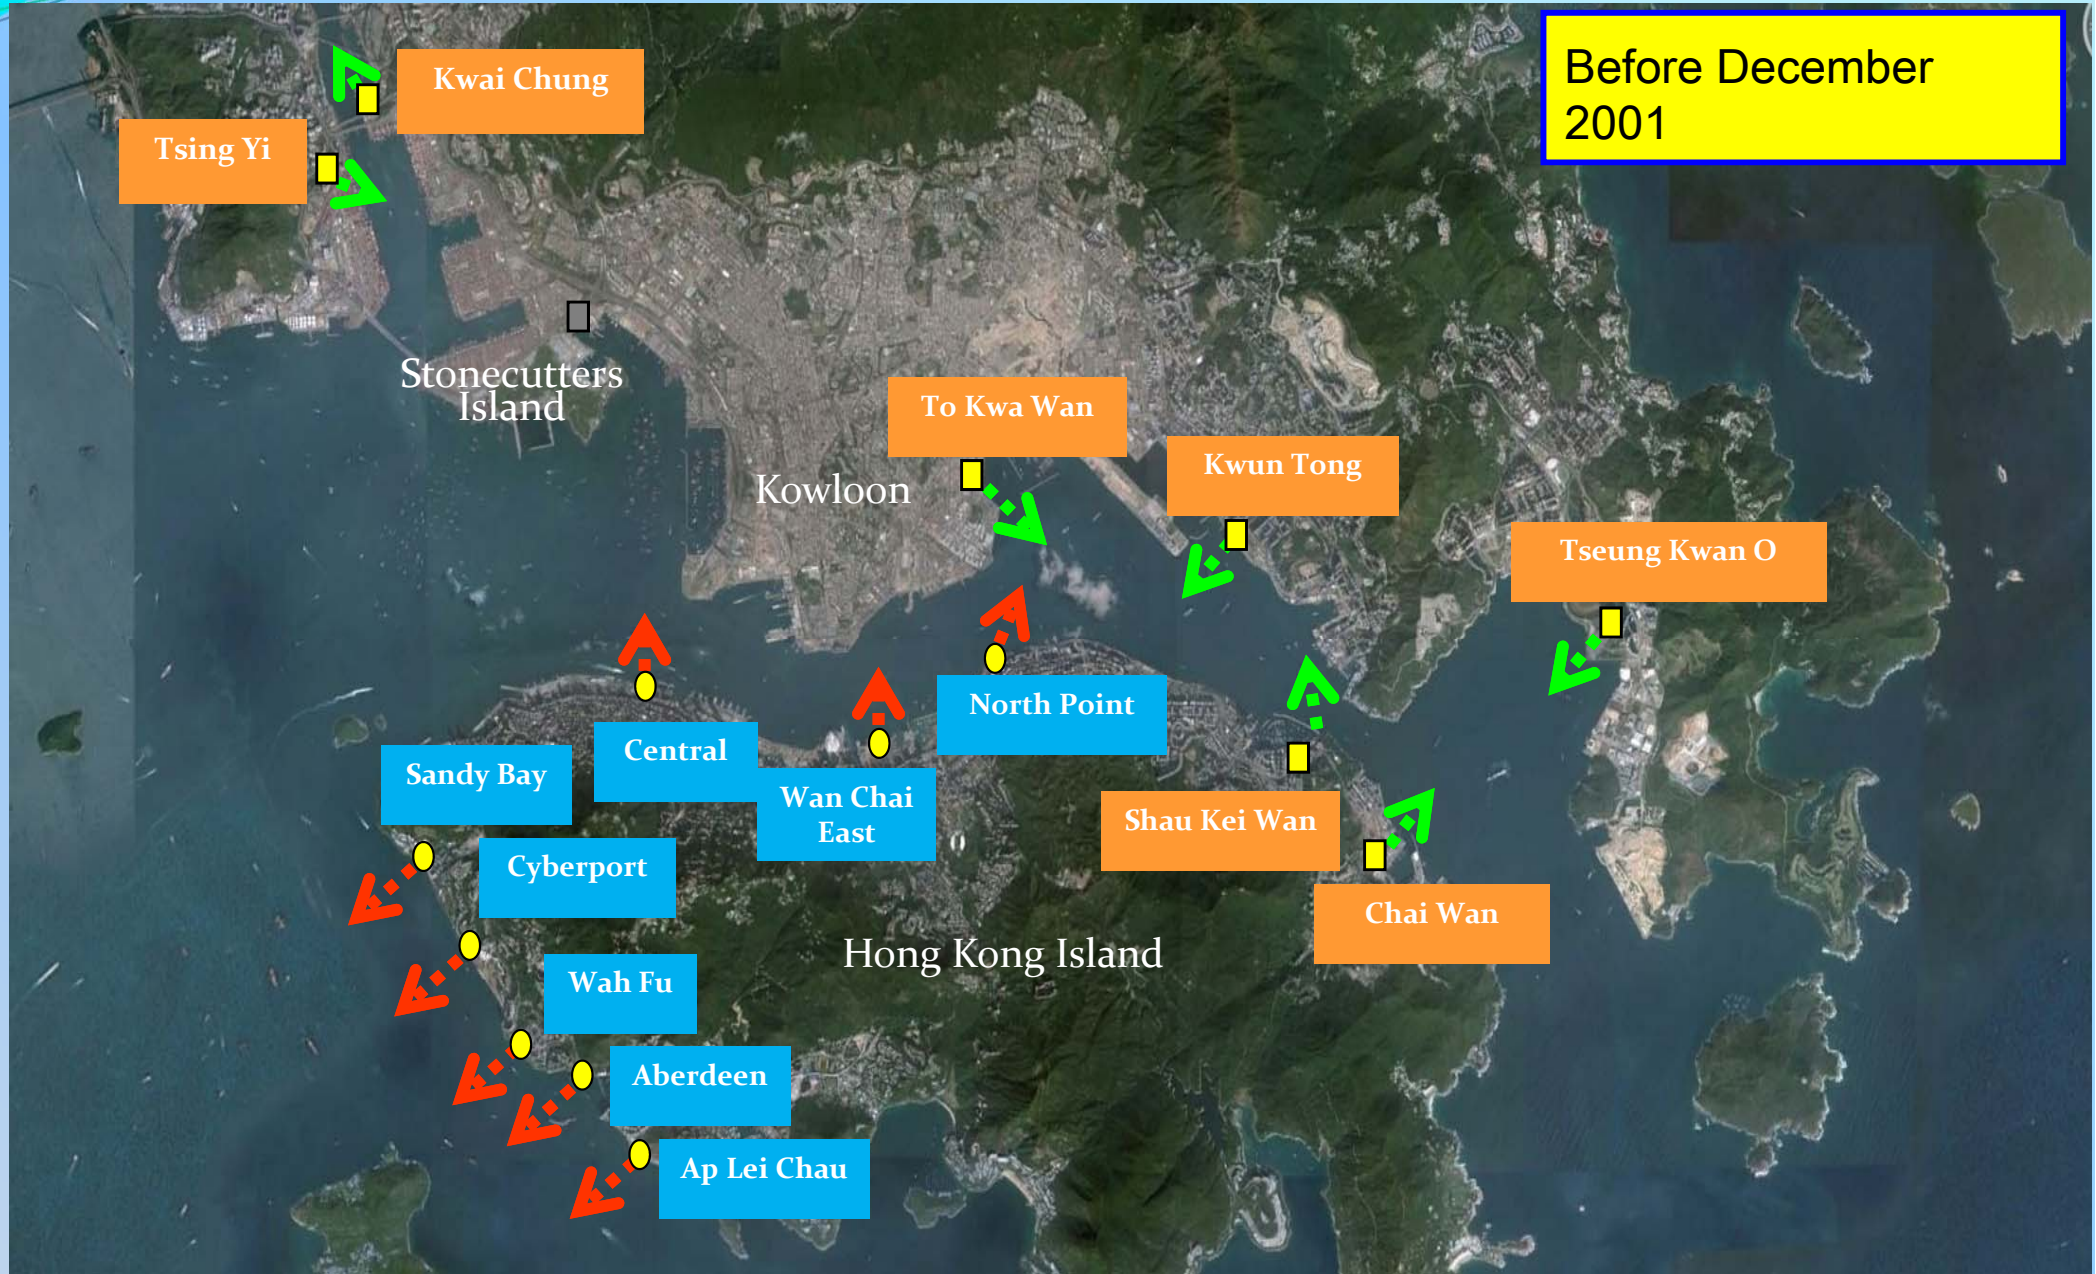 Before December
2001
Kwai Chung
Tsing Yi
Stonecutters
Island
To Kwa Wan
Kwun Tong
Kowloon
Tseung Kwan O
North Point
Central
Sandy Bay
Wan Chai
East
Shau Kei Wan
Cyberport
Chai Wan
Hong Kong Island
Wah Fu
Aberdeen
Ap Lei Chau